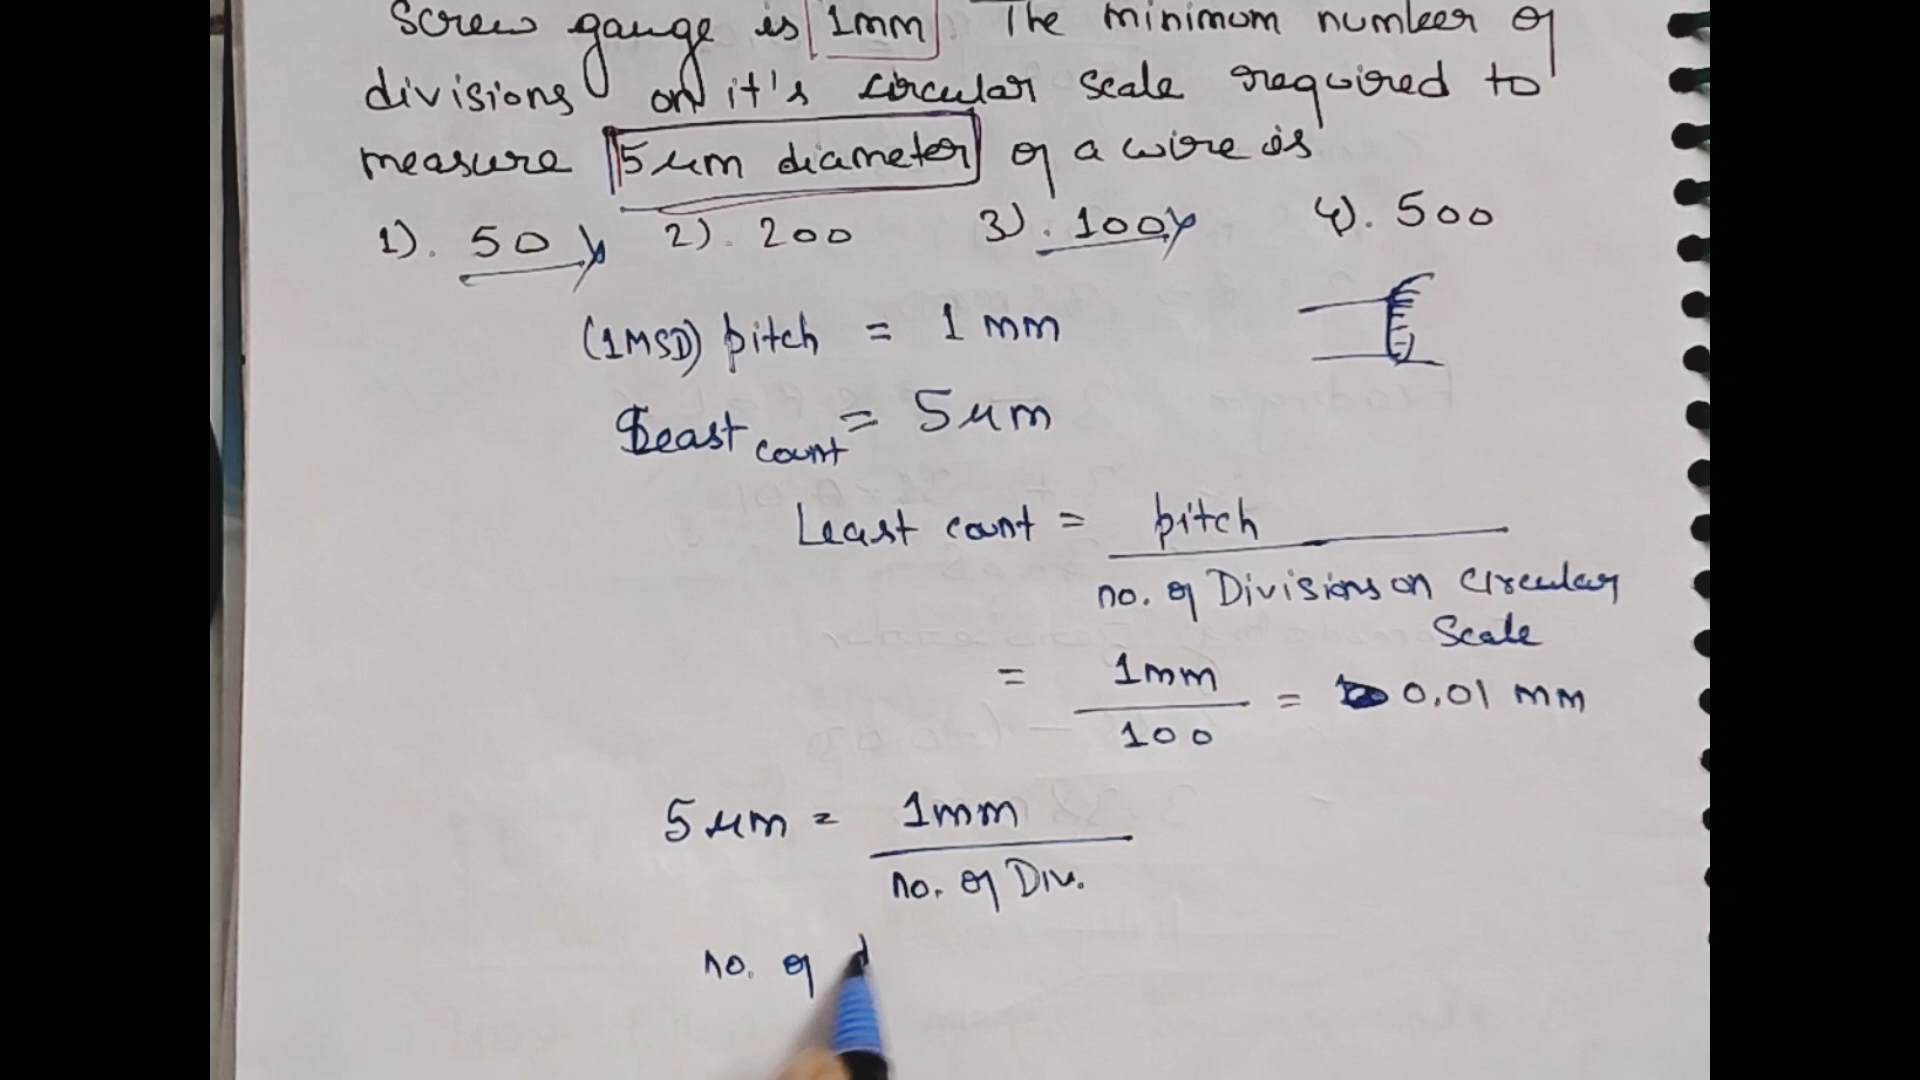 Screw gauge is 1mm. The minimum number of
divisions on it's circular scale required to
measure 5μm diameter of a wire is
1). 50 2). 200 3). 100 4). 500
(1MSD) pitch = 1 mm
Least count = 5μm
Least count = pitch
no. of Divisions on circular
Scale
= 1mm
100 = 0.01 mm
5μm = 1mm
no. of Div.
no. of d